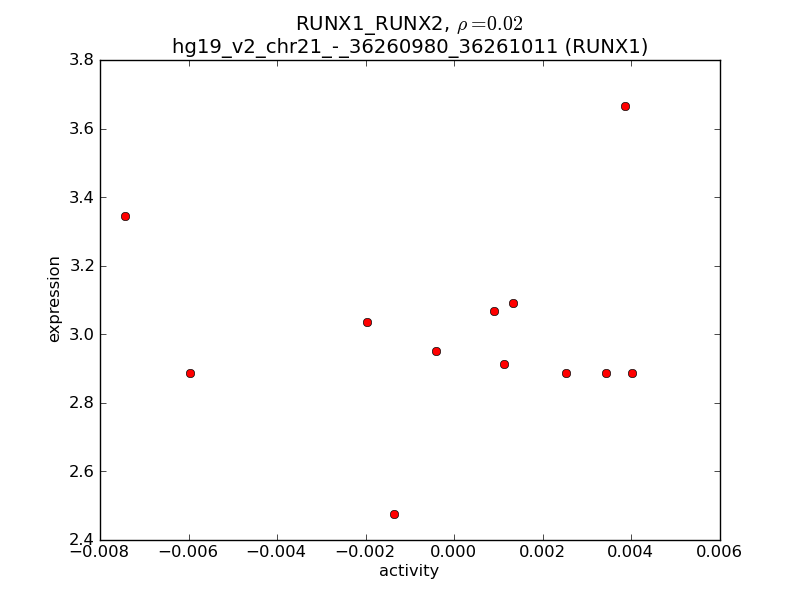 RUNX1_RUNX2, ρ=0.02
hg19_v2_chr21_-_36260980_36261011 (RUNX1)
3.8
3.6
3.4
3.2
3.0
2.8
2.6
2.4
expression
−0.008 −0.006 −0.004 −0.002 0.000 0.002 0.004 0.006
activity